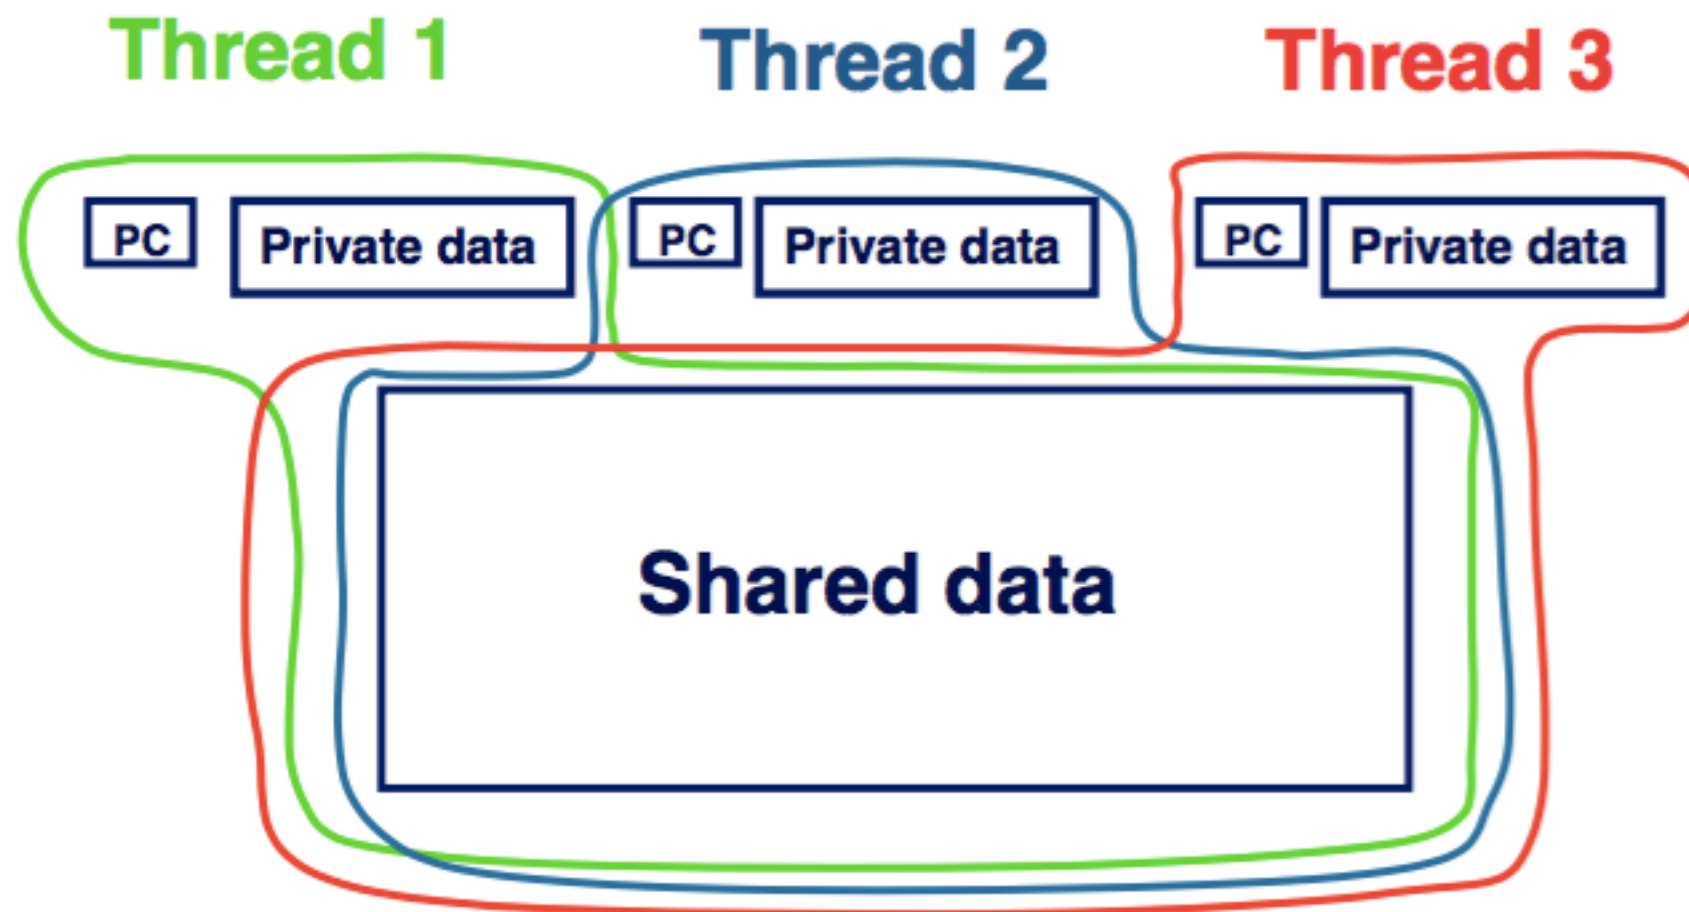 Thread 1 Thread 2 Thread 3
PC Private data PC Private data PC Private data
Shared data